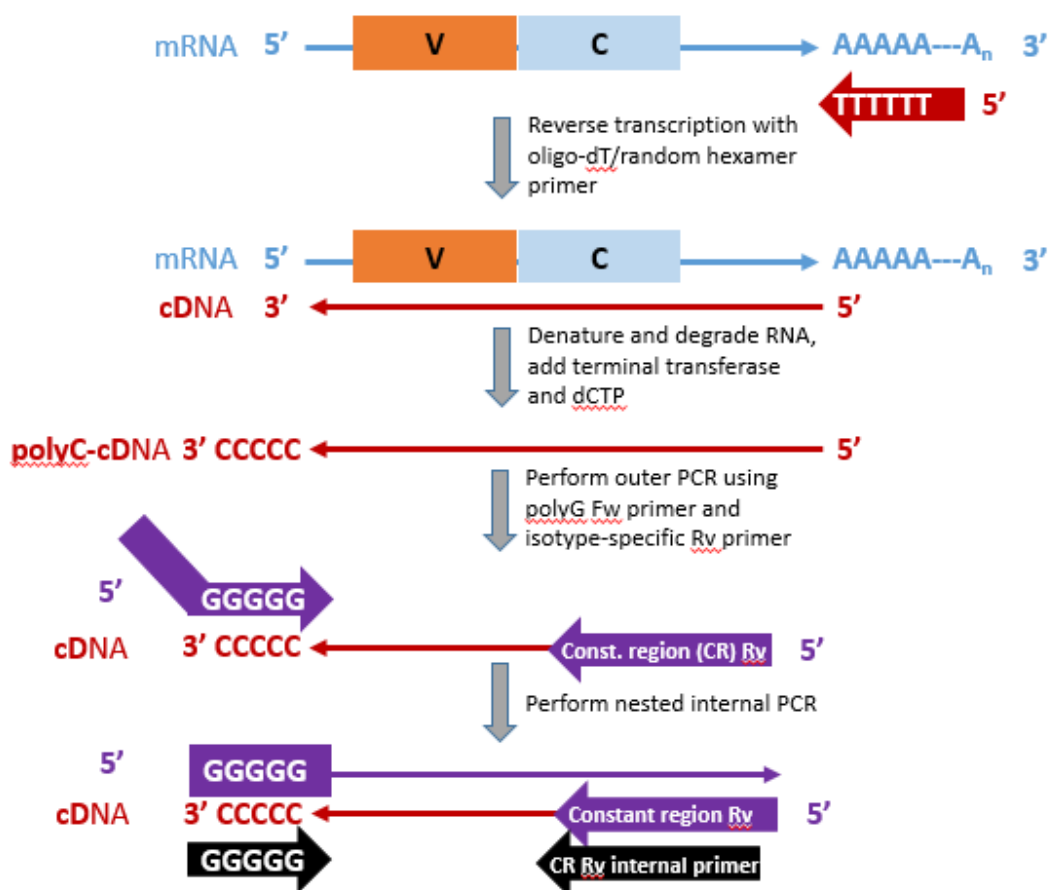 mRNA 5’ V C AAAAA---An 3’
TTTTTT 5’
Reverse transcription with
oligo-dT/random hexamer
primer
mRNA 5’ V C AAAAA---An 3’
cDNA 3’ 5’
Denature and degrade RNA,
add terminal transferase
and dCTP
polyC-cDNA 3’ CCCCC 5’
Perform outer PCR using
polyG Fw primer and
isotype-specific Rv primer
5’ GGGGG
cDNA 3’ CCCCC Const. region (CR) Rv 5’
Perform nested internal PCR
5’ GGGGG
cDNA 3’ CCCCC Constant region Rv 5’
GGGGG CR Rv internal primer